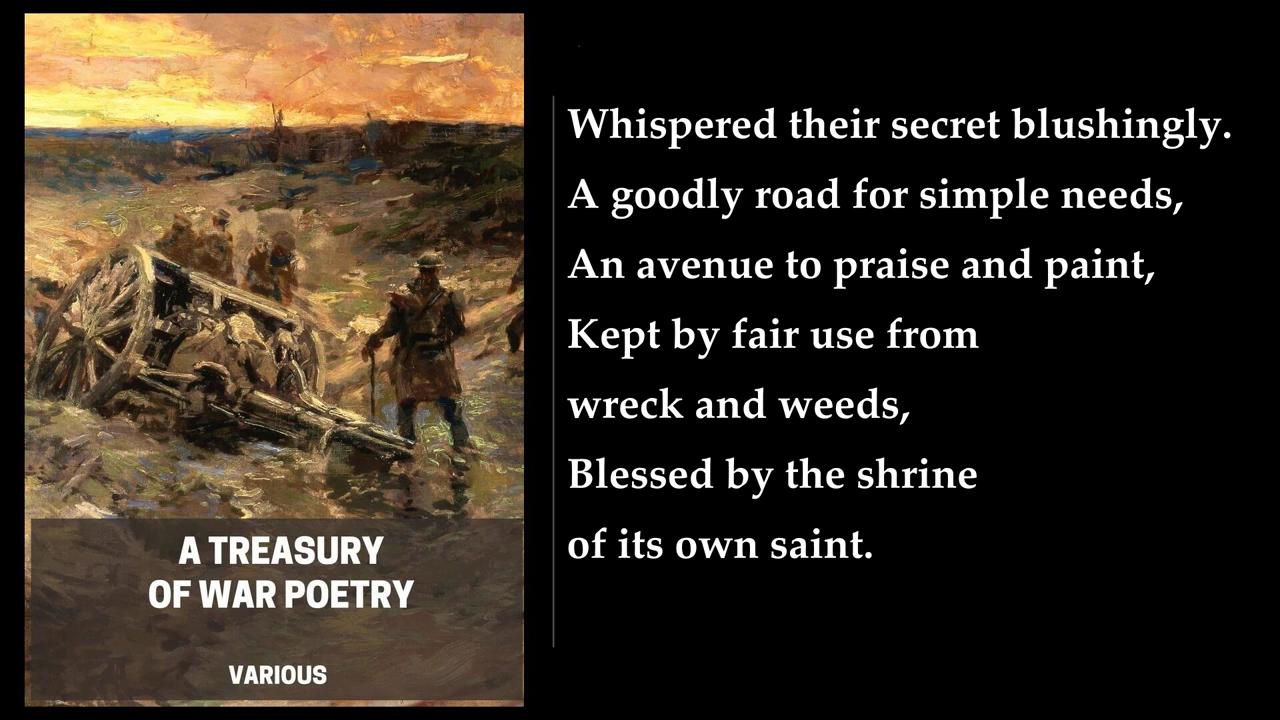 A TREASURY
OF WAR POETRY
VARIOUS
Whispered their secret blushingly.
A goodly road for simple needs,
An avenue to praise and paint,
Kept by fair use from
wreck and weeds,
Blessed by the shrine
of its own saint.